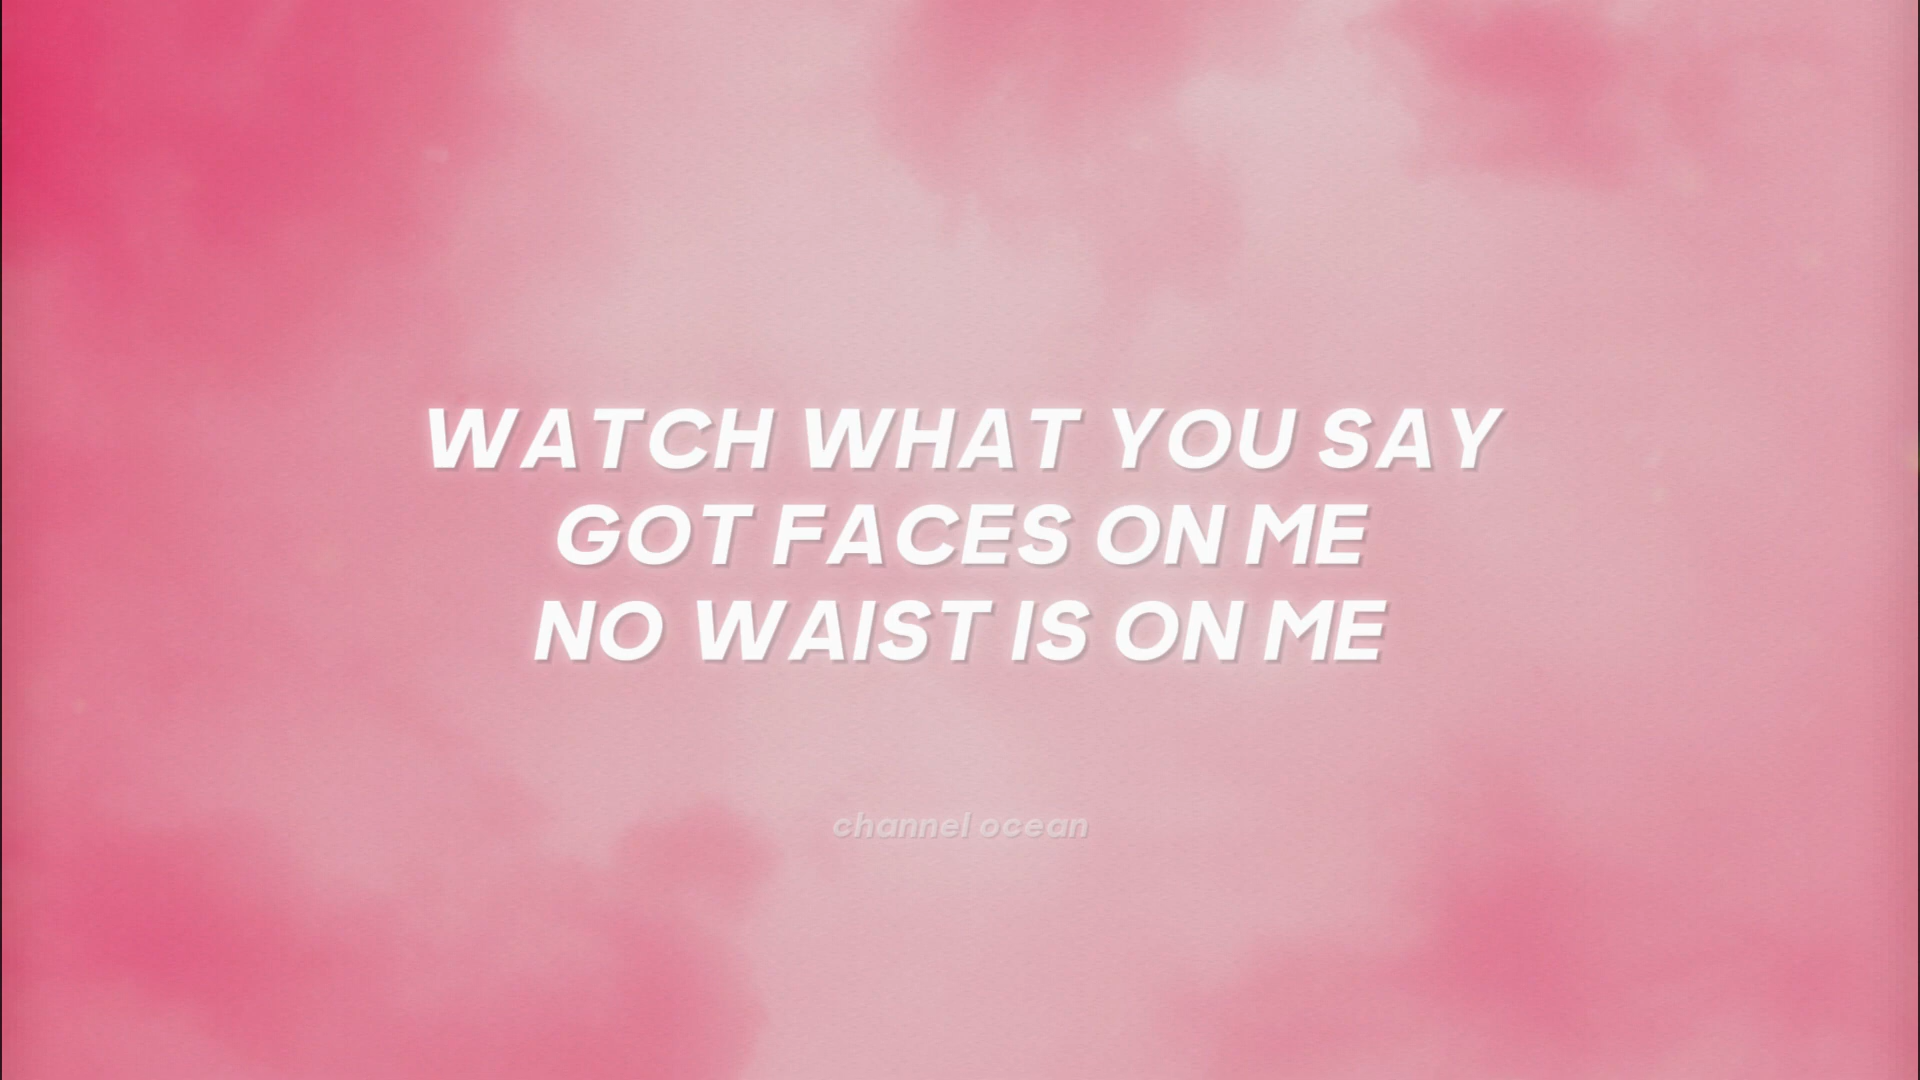 WATCH WHAT YOU SAY
GOT FACES ON ME
NO WAIST IS ON ME
channel ocean